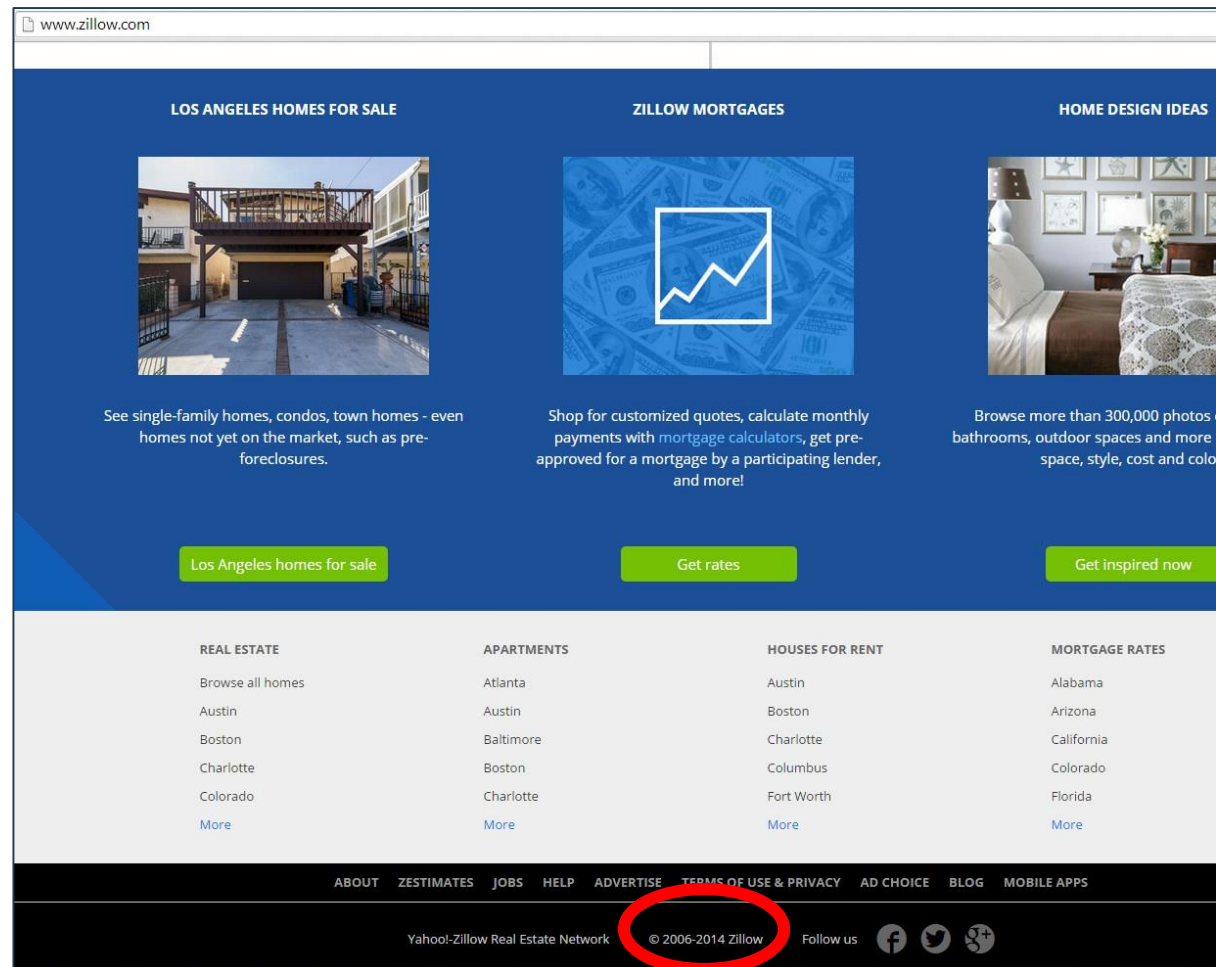 www.zillow.com
LOS ANGELES HOMES FOR SALE
See single-family homes, condos, town homes - even
homes not yet on the market, such as pre-
foreclosures.
Los Angeles homes for sale
ZILLOW MORTGAGES
Shop for customized quotes, calculate monthly
payments with mortgage calculators, get pre-
approved for a mortgage by a participating lender,
and more!
Get rates
HOME DESIGN IDEAS
Browse more than 300,000 photos
bathrooms, outdoor spaces and more
space, style, cost and
Get inspired now
REAL ESTATE
Browse all homes
Austin
Boston
Charlotte
Colorado
More
APARTMENTS
Atlanta
Austin
Baltimore
Boston
Charlotte
More
HOUSES FOR RENT
Austin
Boston
Charlotte
Columbus
Fort Worth
More
MORTGAGE RATES
Alabama
Arizona
California
Colorado
Florida
More
ABOUT ZESTIMATES JOBS HELP ADVERTISE TERMS OF USE & PRIVACY AD CHOICE BLOG MOBILE APPS
Yahoo!-Zillow Real Estate Network © 2006-2014 Zillow Follow us